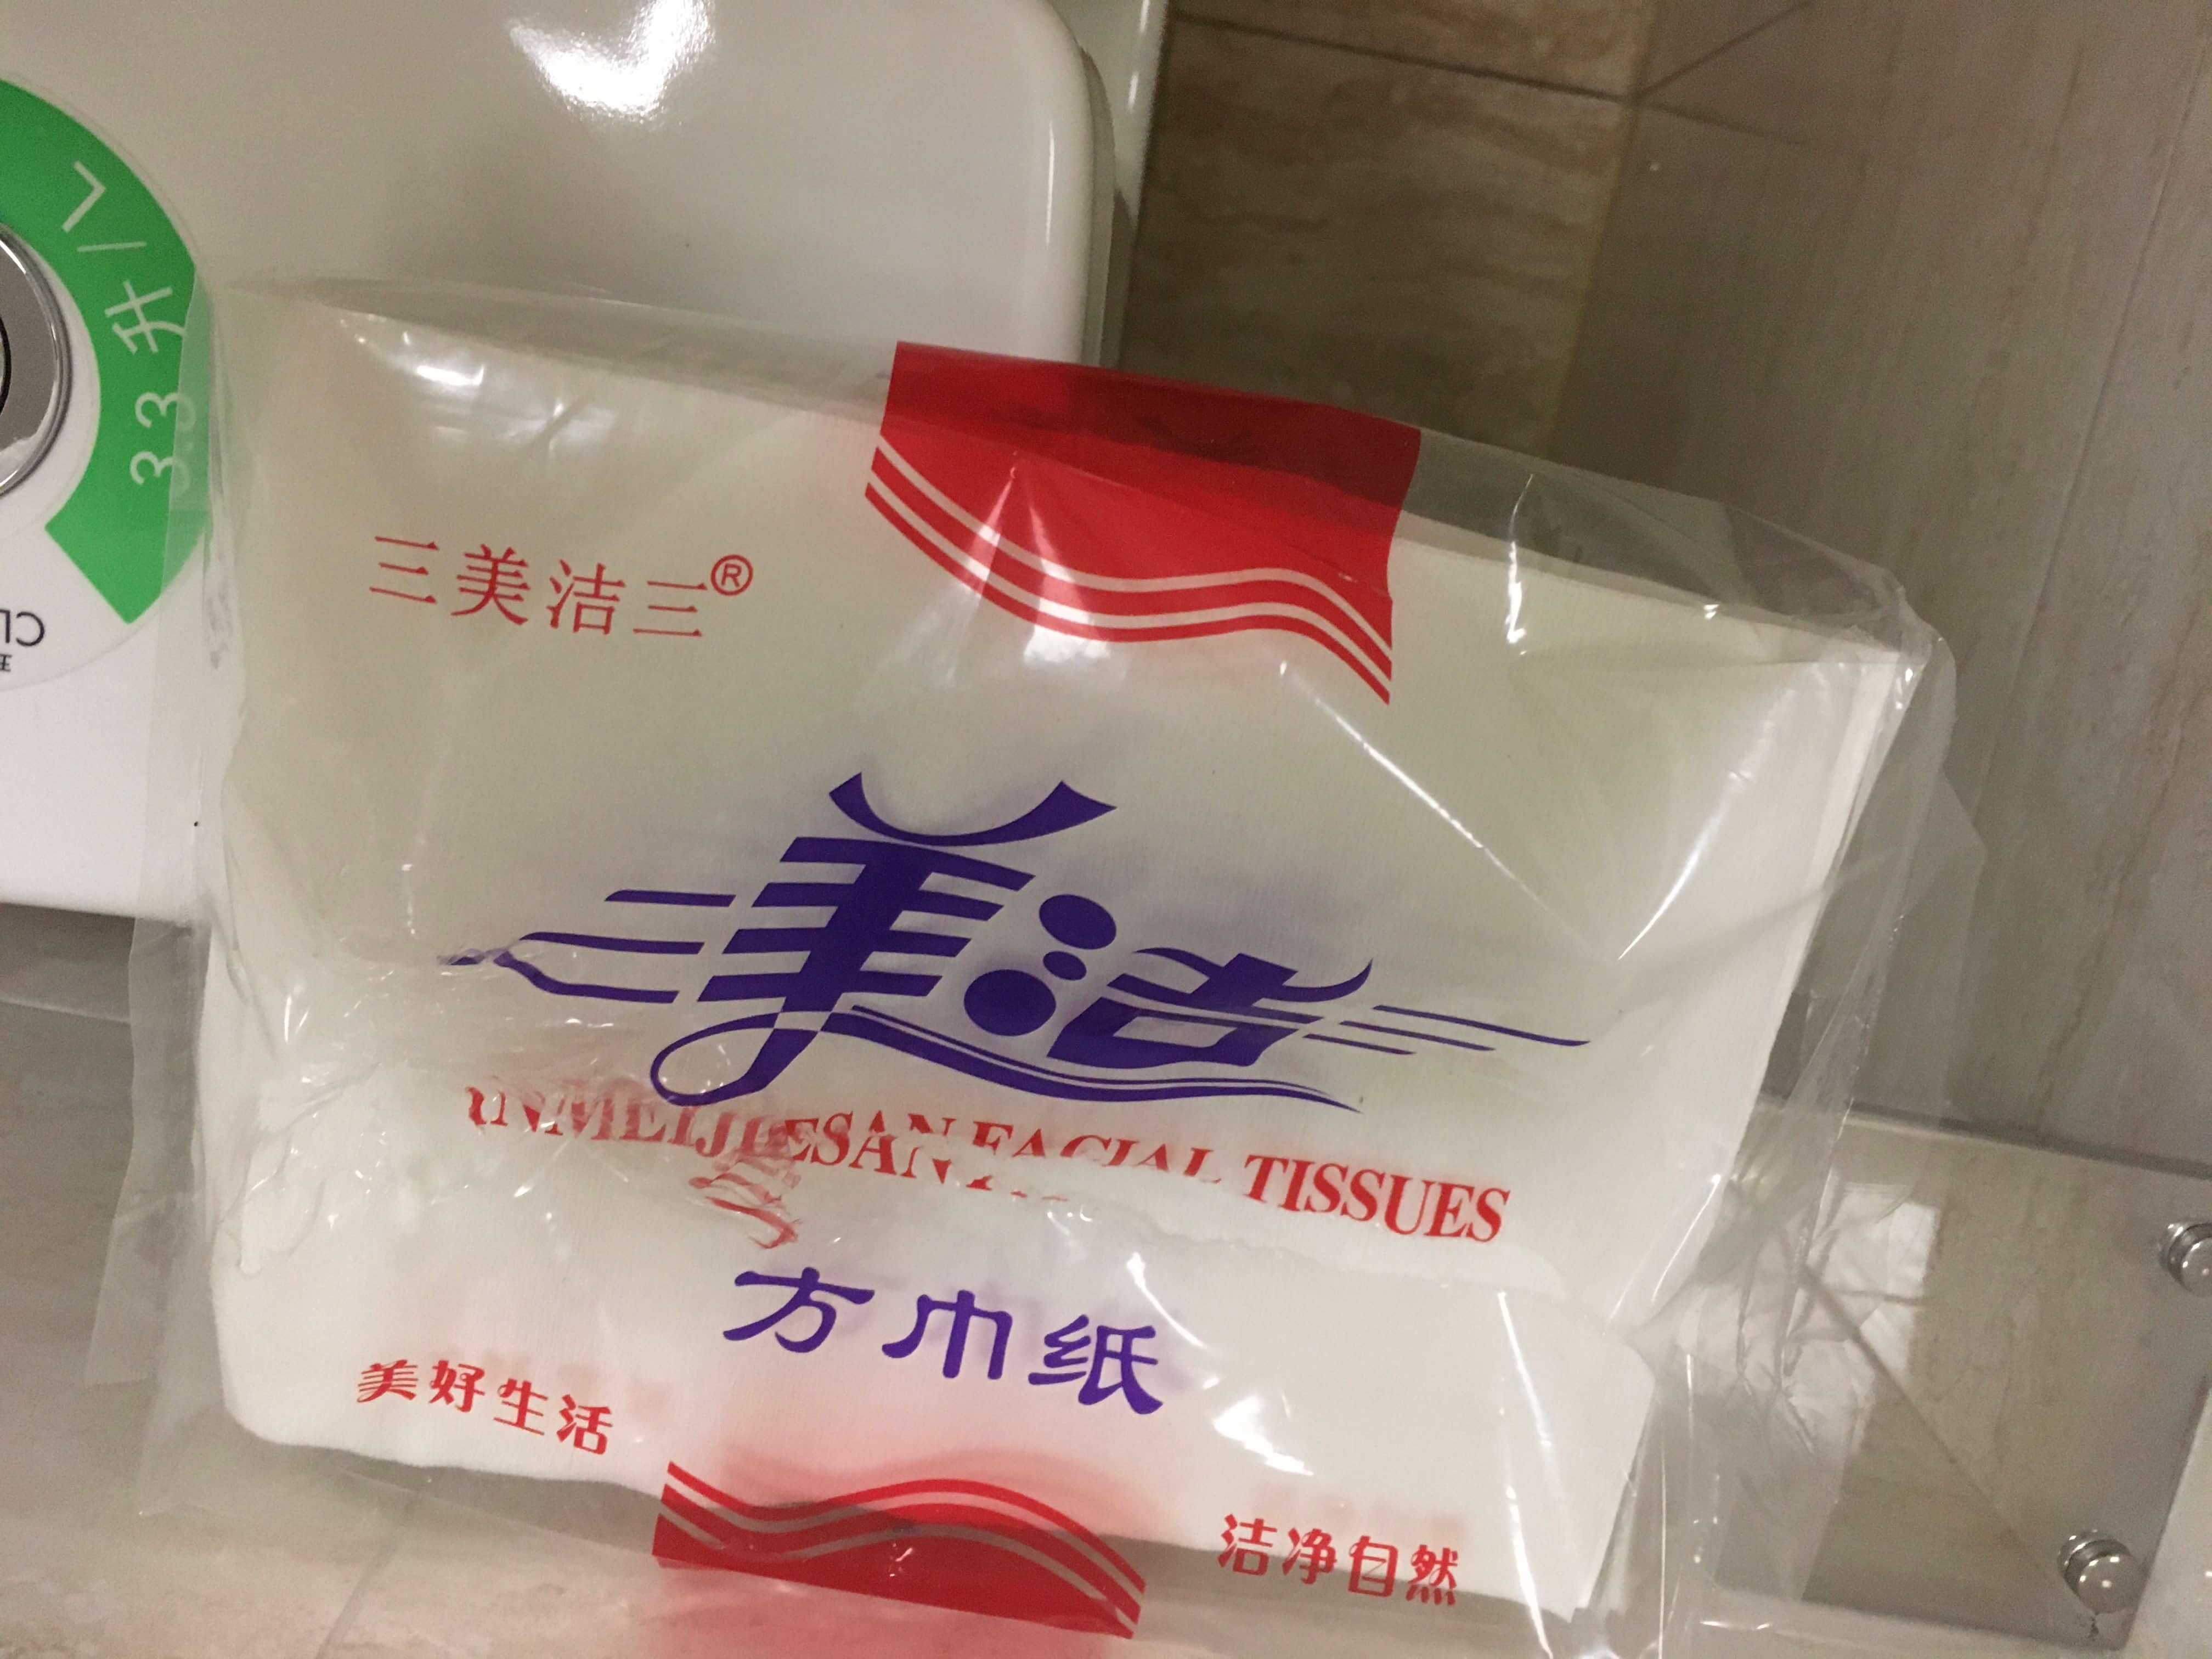 3.3 升/L
三美洁三®
美洁
FACIAL TISSUES
方巾纸
美好生活
洁净自然